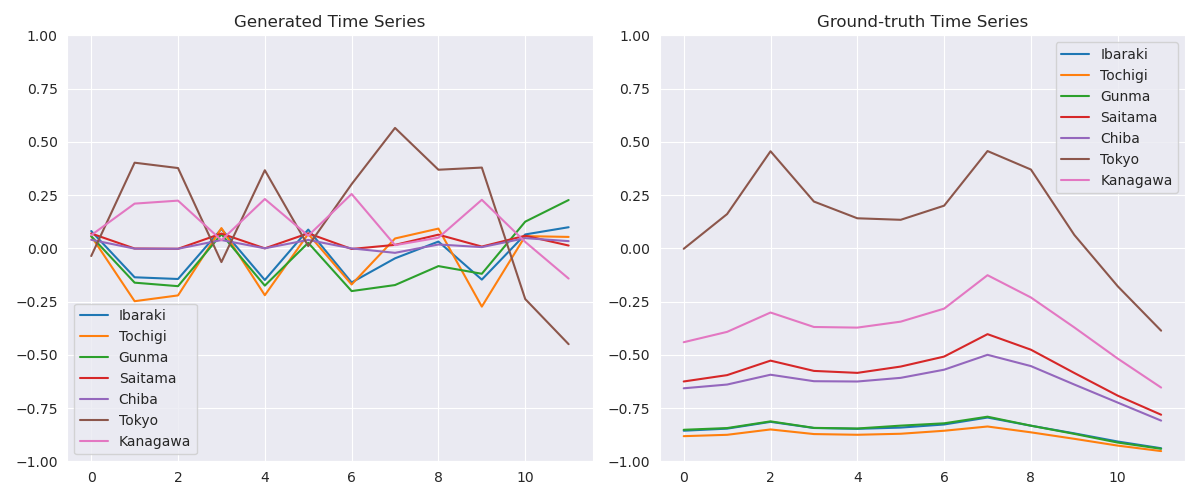 Generated Time Series
1.00
0.75
0.50
0.25
0.00
−0.25
−0.50
−0.75
−1.00
0 2 4 6 8 10
Ibaraki
Tochigi
Gunma
Saitama
Chiba
Tokyo
Kanagawa
Ground-truth Time Series
1.00
0.75
0.50
0.25
0.00
−0.25
−0.50
−0.75
−1.00
0 2 4 6 8 10
Ibaraki
Tochigi
Gunma
Saitama
Chiba
Tokyo
Kanagawa